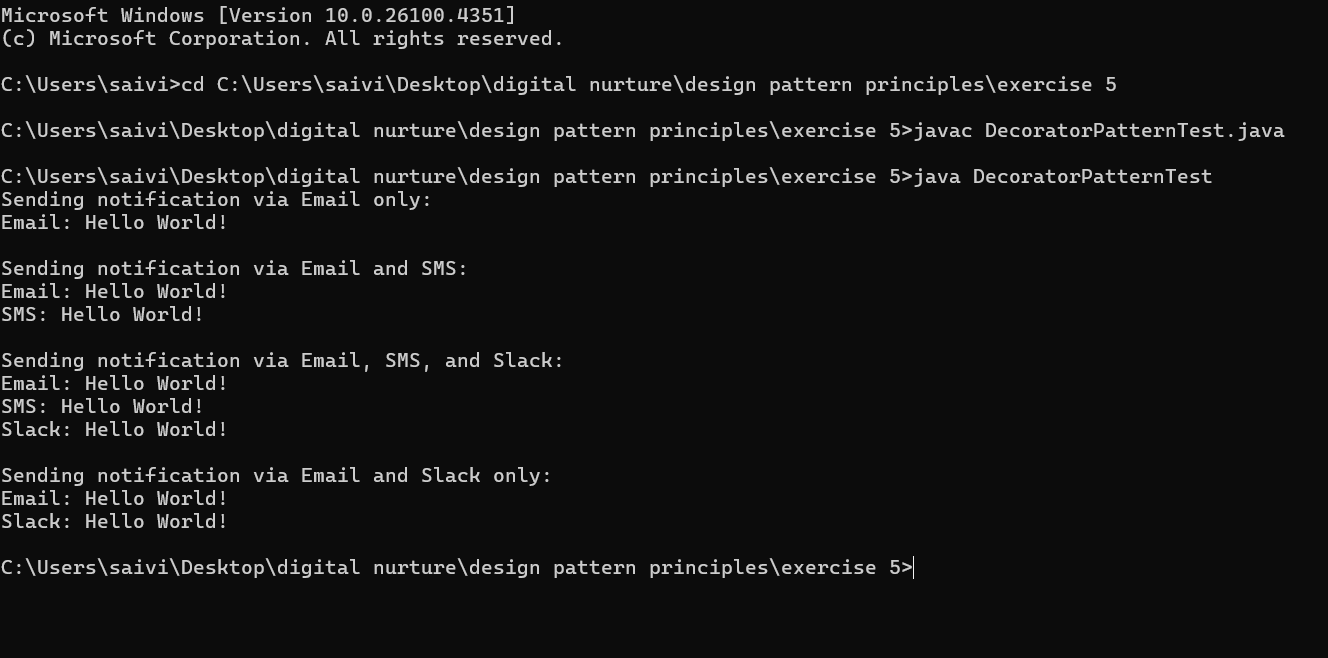 Microsoft Windows [Version 10.0.26100.4351]
(c) Microsoft Corporation. All rights reserved.
C:\Users\saivi>cd C:\Users\saivi\Desktop\digital nurture\design pattern principles\exercise 5
C:\Users\saivi\Desktop\digital nurture\design pattern principles\exercise 5>javac DecoratorPatternTest.java
C:\Users\saivi\Desktop\digital nurture\design pattern principles\exercise 5>java DecoratorPatternTest
Sending notification via Email only:
Email: Hello World!
Sending notification via Email and SMS:
Email: Hello World!
SMS: Hello World!
Sending notification via Email, SMS, and Slack:
Email: Hello World!
SMS: Hello World!
Slack: Hello World!
Sending notification via Email and Slack only:
Email: Hello World!
Slack: Hello World!
C:\Users\saivi\Desktop\digital nurture\design pattern principles\exercise 5>